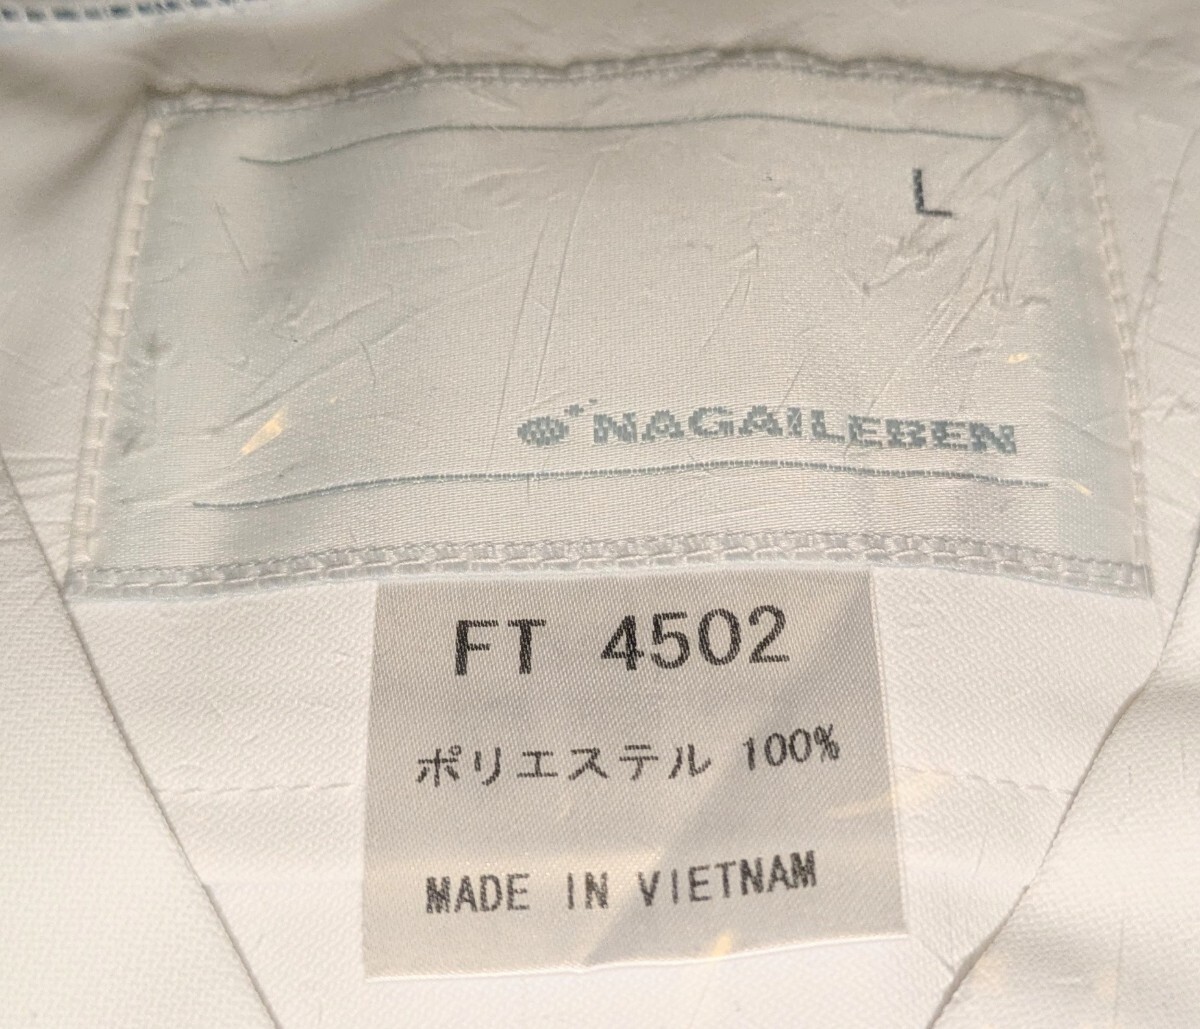 L
NAGAILEBEN
FT 4502
ポリエステル 100%
MADE IN VIETNAM